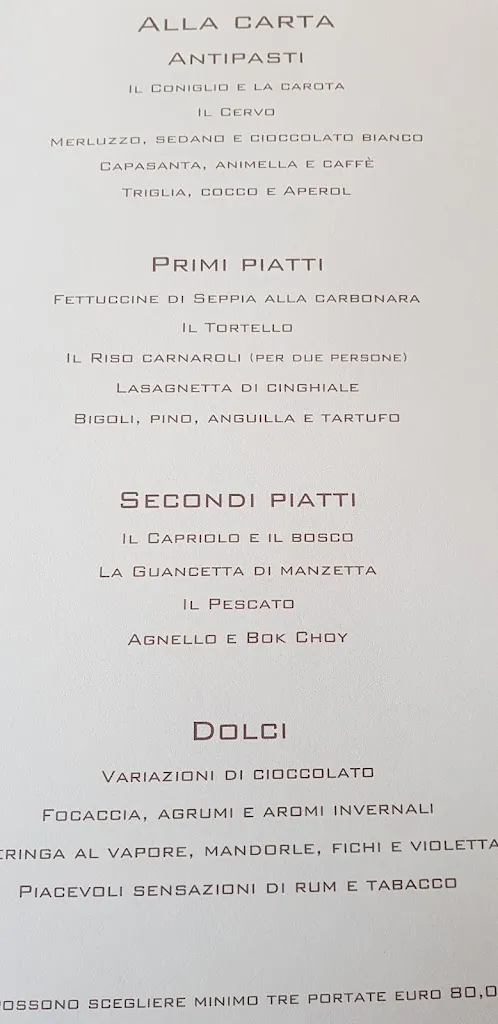 Alla carta
Antipasti
Il Coniglio e la carota
Il Cervo
Merluzzo, sedano e cioccolato bianco
Capasanta, animella e caffè
Triglia, cocco e Aperol
Primi piatti
Fettuccine di Seppia alla carbonara
Il Tortello
Il Riso carnaroli (per due persone)
Lasagnetta di cinghiale
Bigoli, pino, anguilla e tartufo
Secondi piatti
Il Capriolo e il bosco
La Guancetta di manzetta
Il Pescato
Agnello e Bok Choy
Dolci
Variazioni di cioccolato
Focaccia, agrumi e aromi invernali
eringa al vapore, mandorle, fichi e violetta
Piacevoli sensazioni di rum e tabacco
possono scegliere minimo tre portate euro 80,0